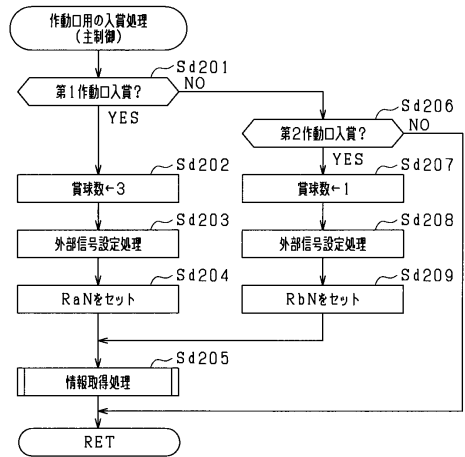 作動口用の入賞処理
(主制御)
Sd201
第1作動口入賞?
NO
YES
Sd206
第2作動口入賞?
NO
YES
Sd202
賞球数←3
Sd207
賞球数←1
Sd203
外部信号設定処理
Sd208
外部信号設定処理
Sd204
RaNをセット
Sd209
RbNをセット
Sd205
情報取得処理
RET